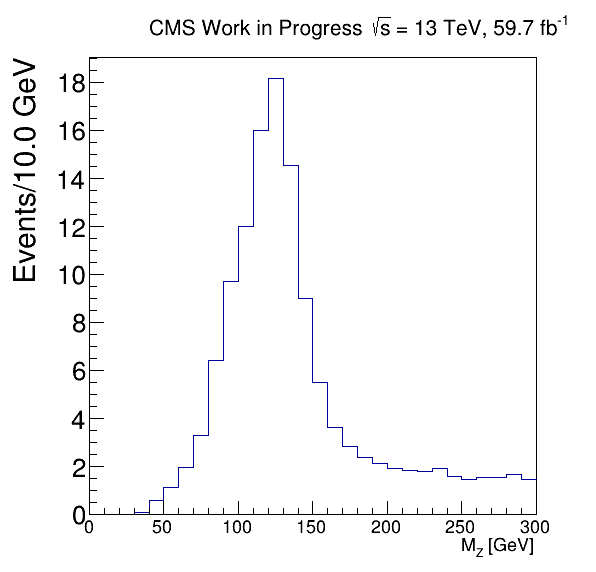 CMS Work in Progress √s = 13 TeV, 59.7 fb⁻¹
Events/10.0 GeV
18
16
14
12
10
8
6
4
2
0
0 50 100 150 200 250 300
M_Z [GeV]